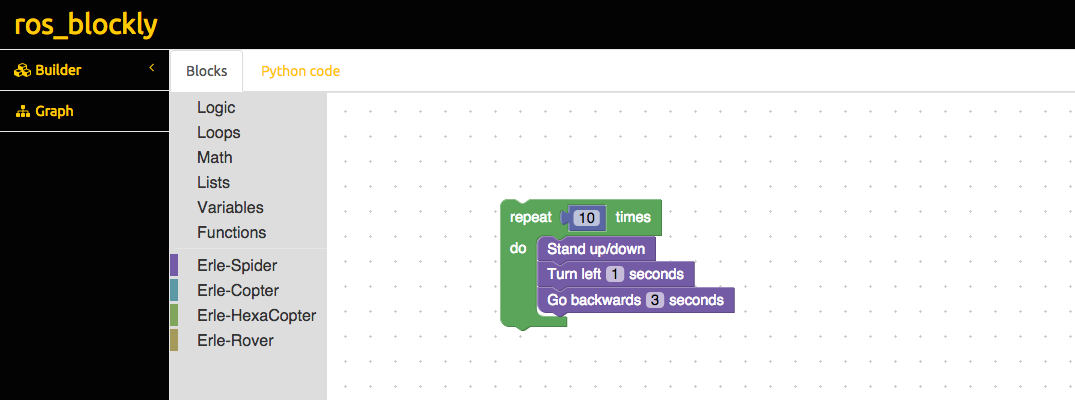 ros_blockly
Builder
Graph
Blocks
Python code
Logic
Loops
Math
Lists
Variables
Functions
Erle-Spider
Erle-Copter
Erle-HexaCopter
Erle-Rover
repeat 10 times
do Stand up/down
Turn left 1 seconds
Go backwards 3 seconds